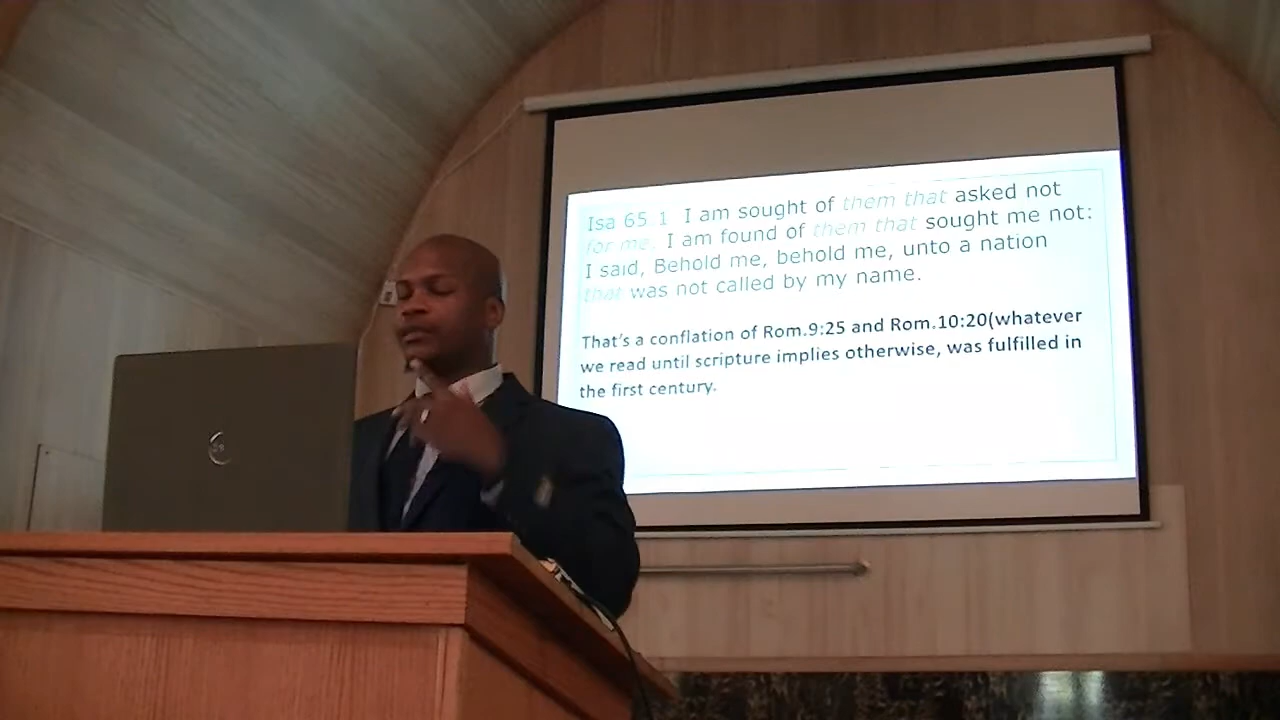 Isa 65:1 I am sought of them that asked not
for me. I am found of them that sought me not:
I said, Behold me, behold me, unto a nation
that was not called by my name.
That's a conflation of Rom.9:25 and Rom.10:20(whatever
we read until scripture implies otherwise, was fulfilled in
the first century.